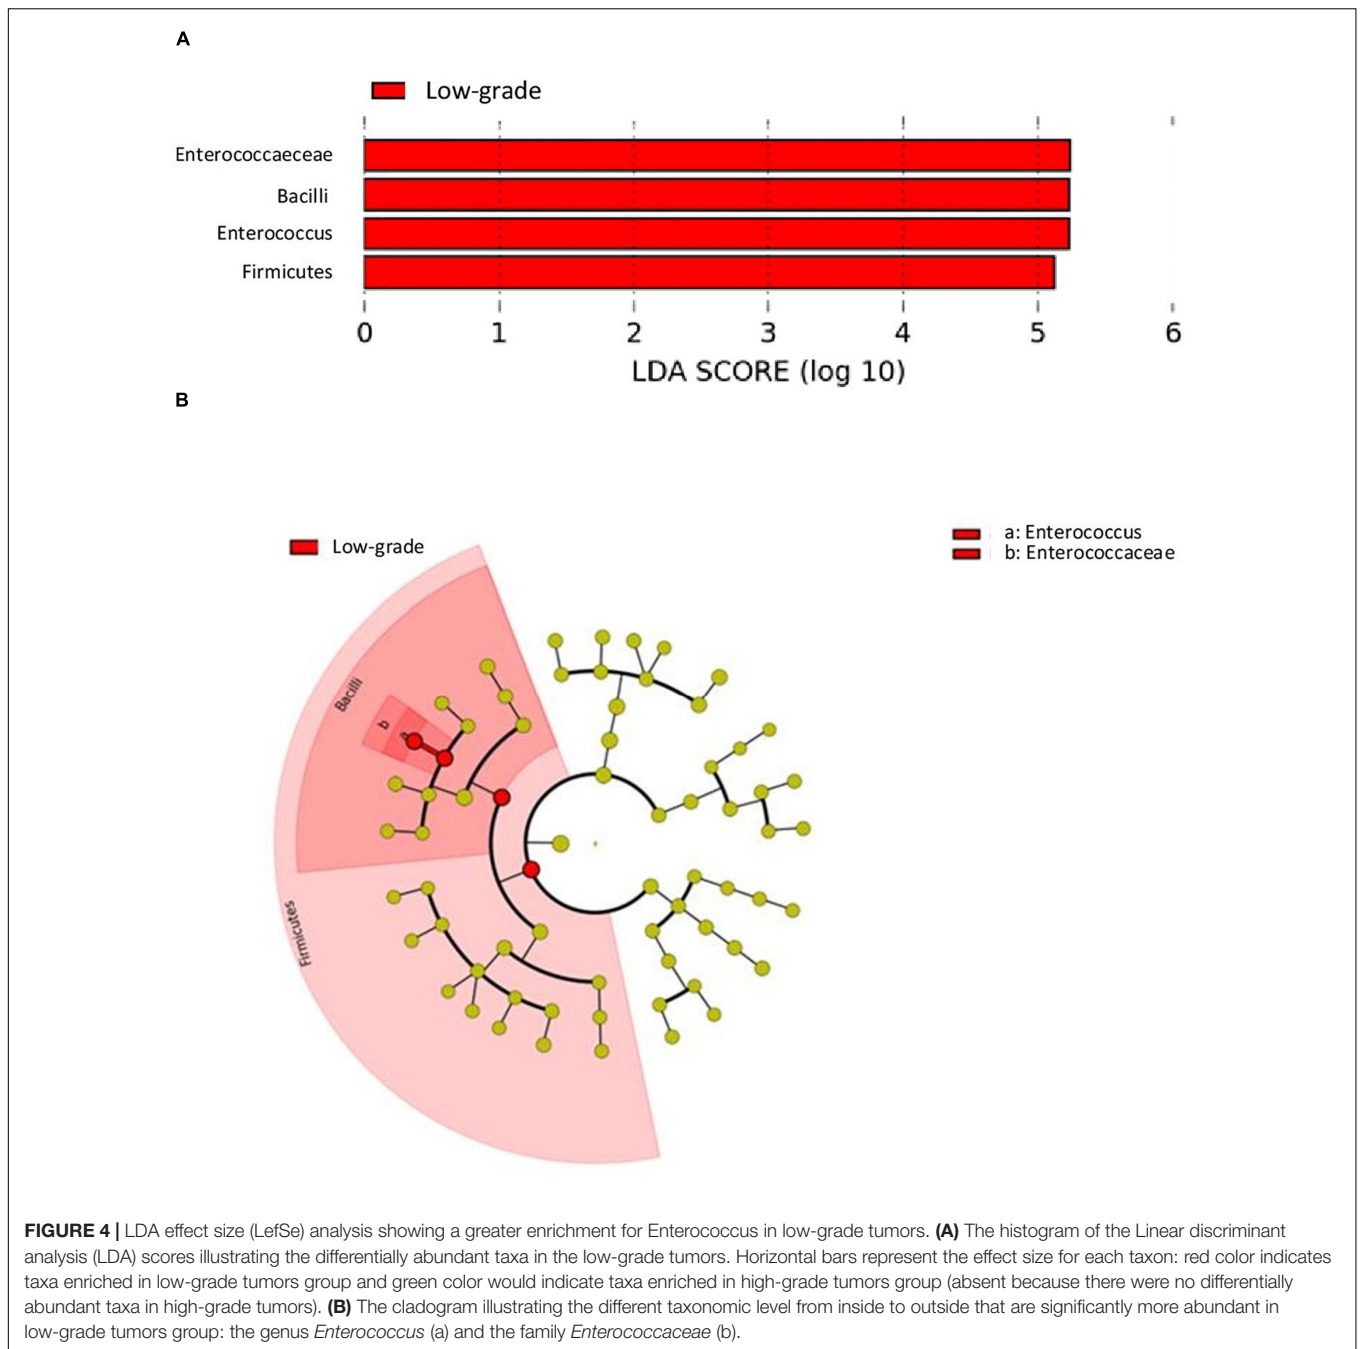 A
Low-grade
Enterococcaeceae
Bacilli
Enterococcus
Firmicutes
0 1 2 3 4 5 6
LDA SCORE (log 10)
B
Low-grade
a: Enterococcus
b: Enterococcaceae
Bacilli
b
a
Firmicutes
FIGURE 4 | LDA effect size (LefSe) analysis showing a greater enrichment for Enterococcus in low-grade tumors. (A) The histogram of the Linear discriminant
analysis (LDA) scores illustrating the differentially abundant taxa in the low-grade tumors. Horizontal bars represent the effect size for each taxon: red color indicates
taxa enriched in low-grade tumors group and green color would indicate taxa enriched in high-grade tumors group (absent because there were no differentially
abundant taxa in high-grade tumors). (B) The cladogram illustrating the different taxonomic level from inside to outside that are significantly more abundant in
low-grade tumors group: the genus Enterococcus (a) and the family Enterococcaceae (b).